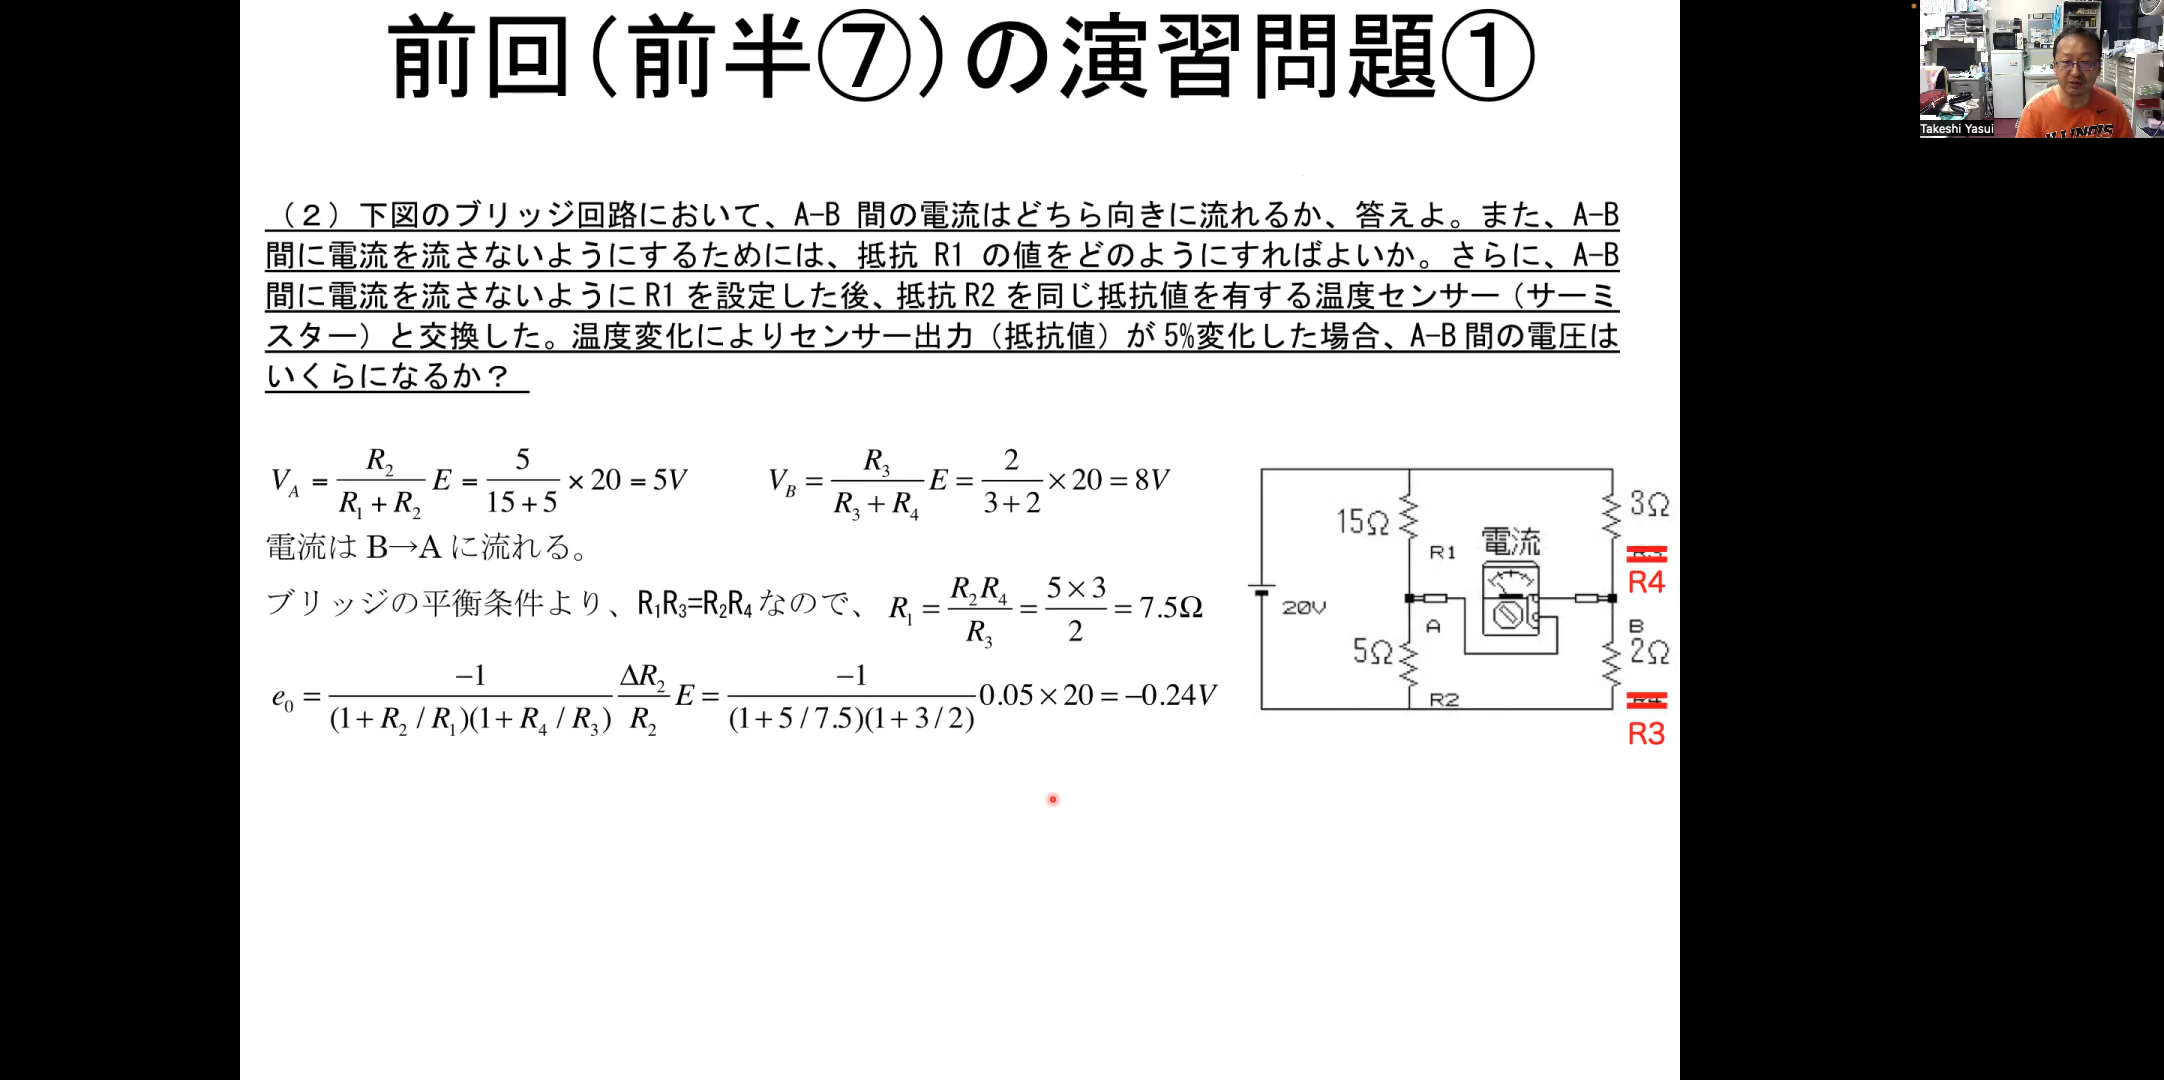 前回(前半⑦)の演習問題①
Takeshi Yasui
ILLINOIS
（２）下図のブリッジ回路において、A-B 間の電流はどちら向きに流れるか、答えよ。また、A-B
間に電流を流さないようにするためには、抵抗 R1 の値をどのようにすればよいか。さらに、A-B
間に電流を流さないように R1 を設定した後、抵抗 R2 を同じ抵抗値を有する温度センサー（サーミ
スター）と交換した。温度変化によりセンサー出力（抵抗値）が 5%変化した場合、A-B 間の電圧は
いくらになるか？
V_A = R_2/(R_1+R_2) E = 5/(15+5) × 20 = 5V
V_B = R_3/(R_3+R_4) E = 2/(3+2) × 20 = 8V
電流は B→A に流れる。
ブリッジの平衡条件より、R₁R₃=R₂R₄ なので、 R_1 = R_2R_4/R_3 = (5×3)/2 = 7.5Ω
e_0 = -1/((1+R_2/R_1)(1+R_4/R_3)) ΔR_2/R_2 E = -1/((1+5/7.5)(1+3/2)) 0.05×20 = -0.24V
15Ω
3Ω
R1
電流
R4
20V
A
B
5Ω
2Ω
R2
R3